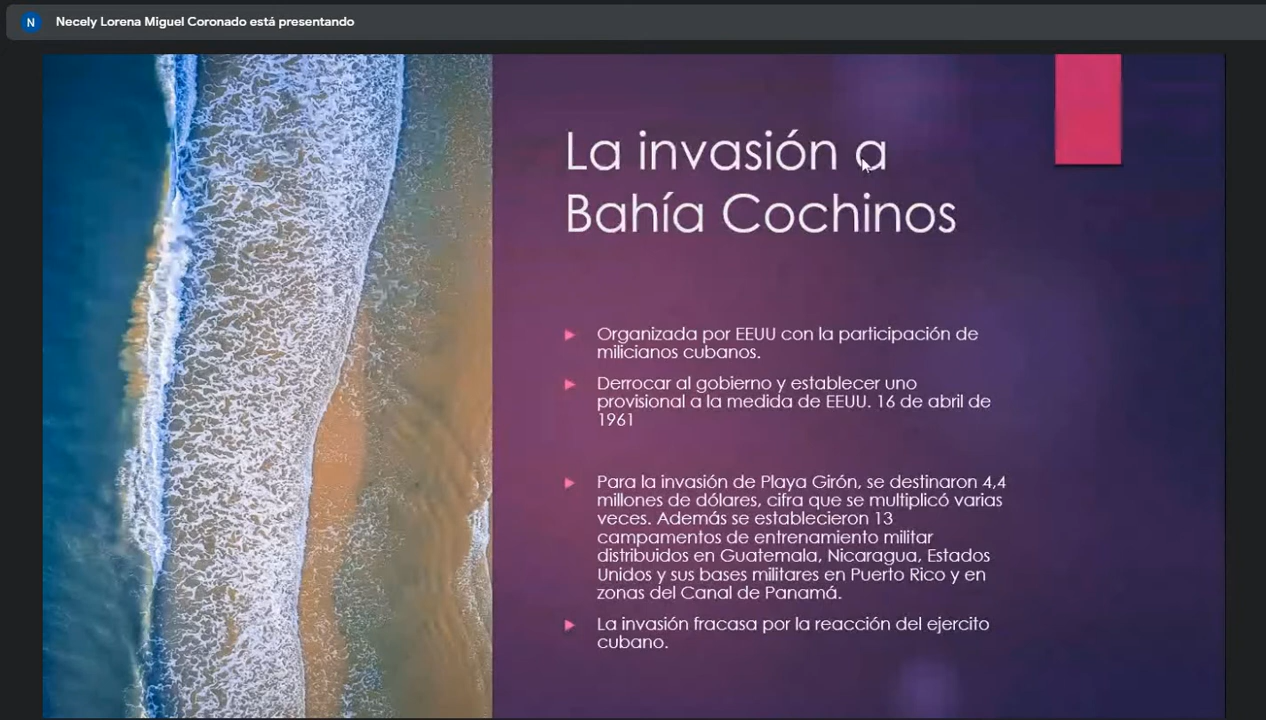 N
Necely Lorena Miguel Coronado está presentando
La invasión a
Bahía Cochinos
Organizada por EEUU con la participación de
milicianos cubanos.
Derrocar al gobierno y establecer uno
provisional a la medida de EEUU. 16 de abril de
1961
Para la invasión de Playa Girón, se destinaron 4,4
millones de dólares, cifra que se multiplicó varias
veces. Además se establecieron 13
campamentos de entrenamiento militar
distribuidos en Guatemala, Nicaragua, Estados
Unidos y sus bases militares en Puerto Rico y en
zonas del Canal de Panamá.
La invasión fracasa por la reacción del ejercito
cubano.